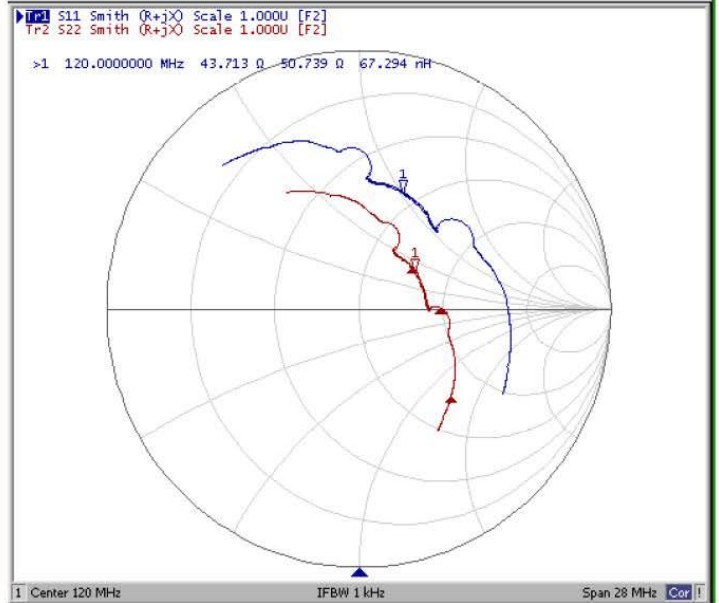 Tr1 S11 Smith (R+jX) Scale 1.000U [F2]
Tr2 S22 Smith (R+jX) Scale 1.000U [F2]
>1 120.0000000 MHz 43.713 Ω 50.739 Ω 67.294 nH
1
1
1 Center 120 MHz IFBW 1 kHz Span 28 MHz Cor !